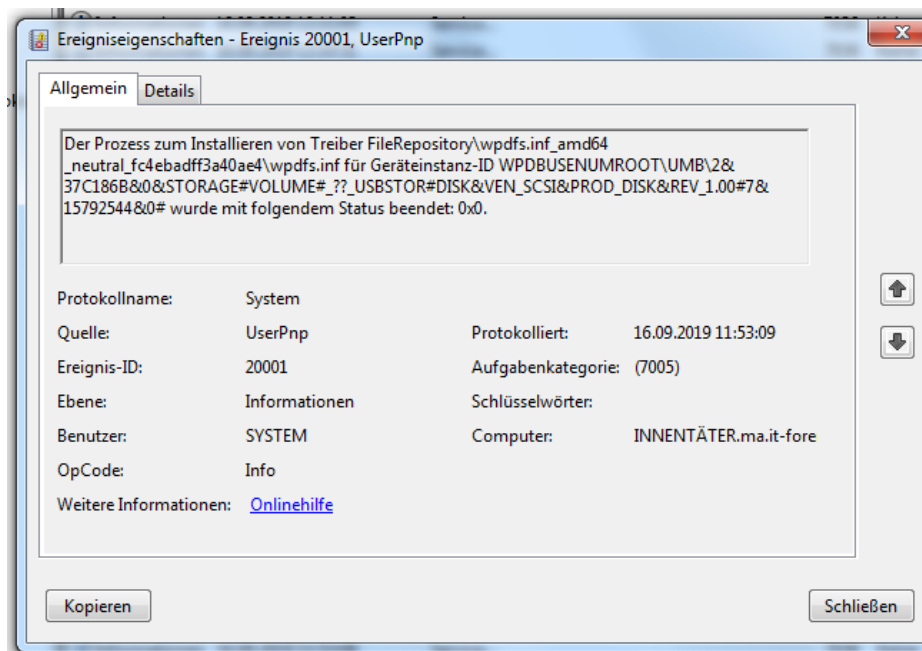 Ereigniseigenschaften - Ereignis 20001, UserPnp
Allgemein Details
Der Prozess zum Installieren von Treiber FileRepository\wpdfs.inf_amd64
_neutral_fc4ebadff3a40ae4\wpdfs.inf für Geräteinstanz-ID WPDBUSENUMROOT\UMB\2&
37C186B&0&STORAGE#VOLUME#_??_USBSTOR#DISK&VEN_SCSI&PROD_DISK&REV_1.00#7&
15792544&0# wurde mit folgendem Status beendet: 0x0.
Protokollname: System
Quelle: UserPnp Protokolliert: 16.09.2019 11:53:09
Ereignis-ID: 20001 Aufgabenkategorie: (7005)
Ebene: Informationen Schlüsselwörter:
Benutzer: SYSTEM Computer: INNENTÄTER.ma.it-fore
OpCode: Info
Weitere Informationen: Onlinehilfe
Kopieren Schließen